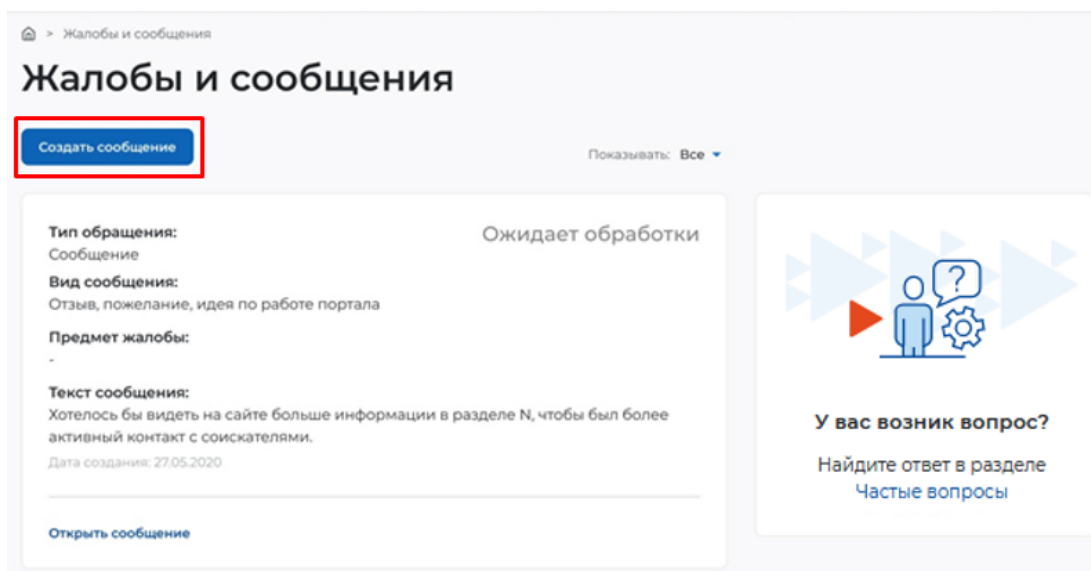 > Жалобы и сообщения
Жалобы и сообщения
Создать сообщение
Показывать: Все
Тип обращения:
Сообщение
Ожидает обработки
Вид сообщения:
Отзыв, пожелание, идея по работе портала
Предмет жалобы:
-
Текст сообщения:
Хотелось бы видеть на сайте больше информации в разделе N, чтобы был более
активный контакт с соискателями.
Дата создания: 27.05.2020
Открыть сообщение
?
У вас возник вопрос?
Найдите ответ в разделе
Частые вопросы